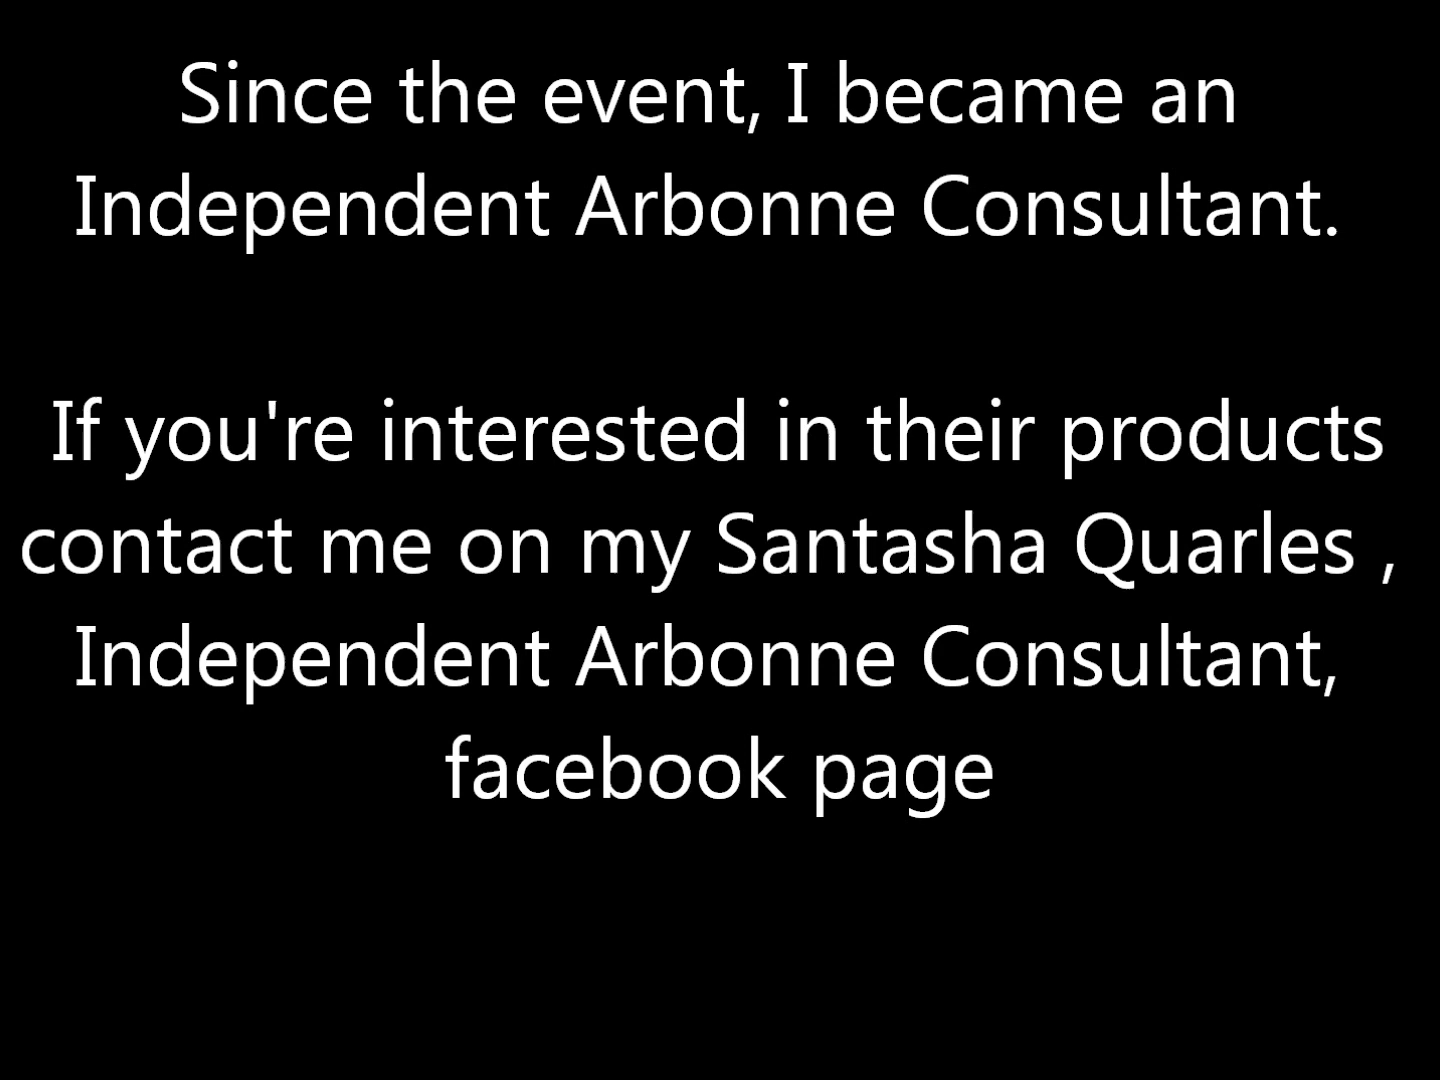 Since the event, I became an
Independent Arbonne Consultant.
If you're interested in their products
contact me on my Santasha Quarles ,
Independent Arbonne Consultant,
facebook page